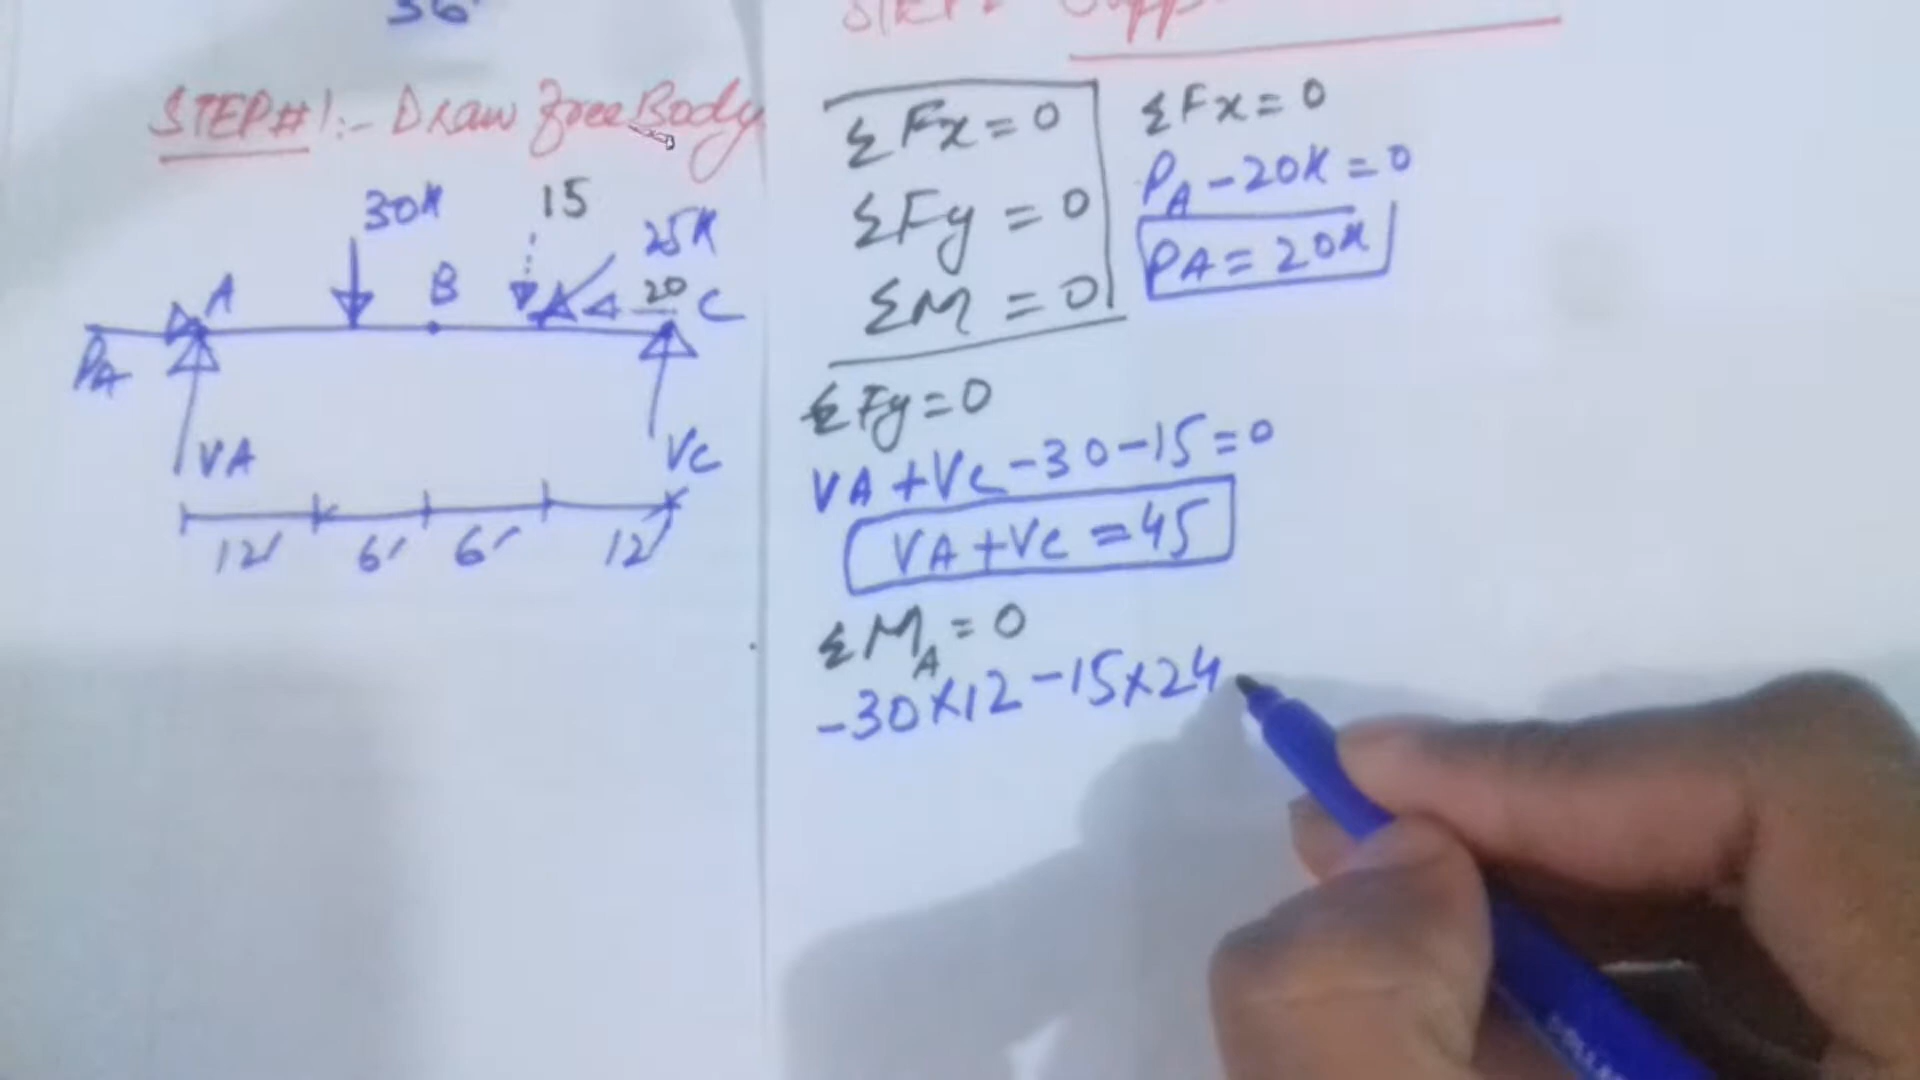 36'
STEP#1:- Draw Free Body
30K
15
25K
20
A
B
C
PA
VA
VC
12' 6' 6' 12'
ΣFx=0
ΣFy=0
ΣM=0
ΣFx=0
PA-20K=0
PA=20K
ΣFy=0
VA+VC-30-15=0
VA+VC=45
ΣMA=0
-30×12-15×24